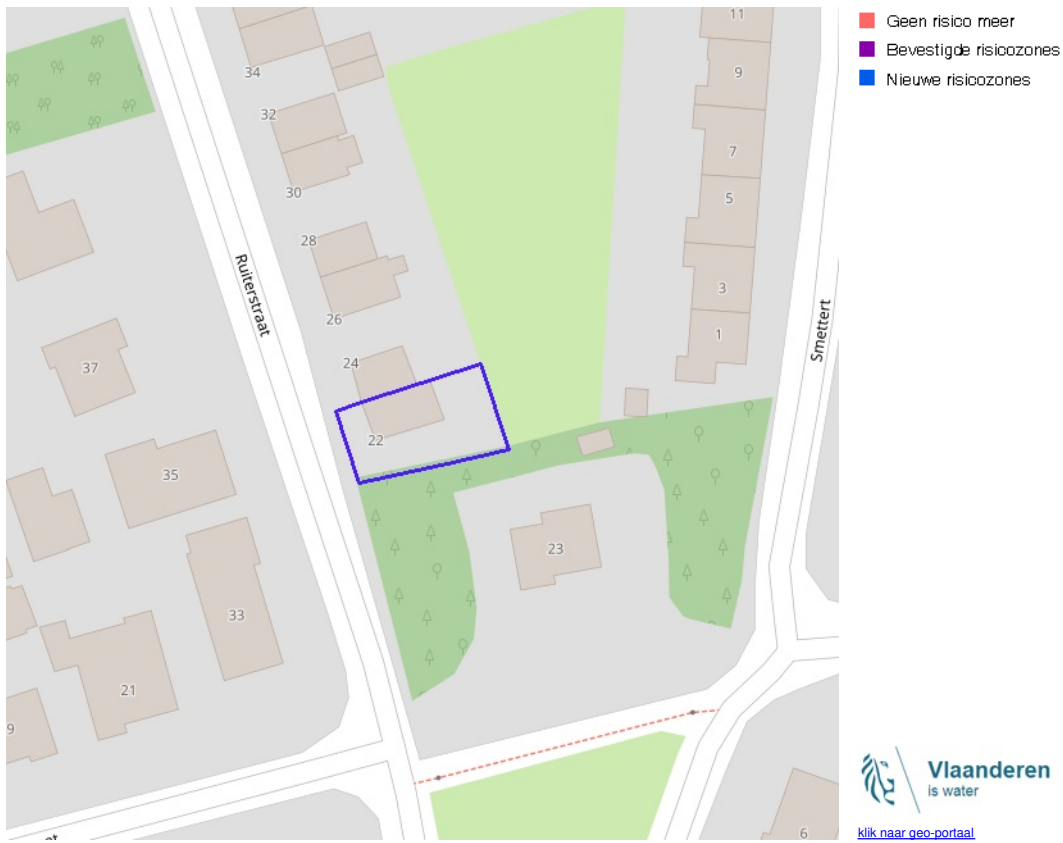 11
9
7
5
3
1
34
32
30
28
26
24
22
37
35
33
21
9
23
6
Ruiterstraat
Smettert
Geen risico meer
Bevestigde risicozones
Nieuwe risicozones
Vlaanderen
is water
klik naar geo-portaal